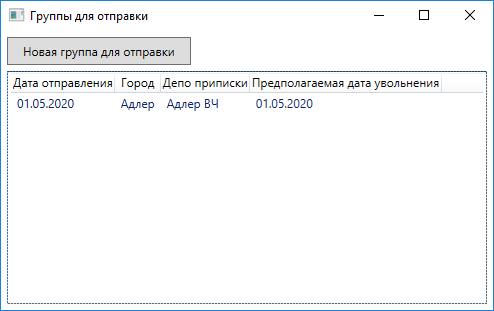 Группы для отправки
Новая группа для отправки
Дата отправления Город Депо приписки Предполагаемая дата увольнения
01.05.2020 Адлер Адлер ВЧ 01.05.2020